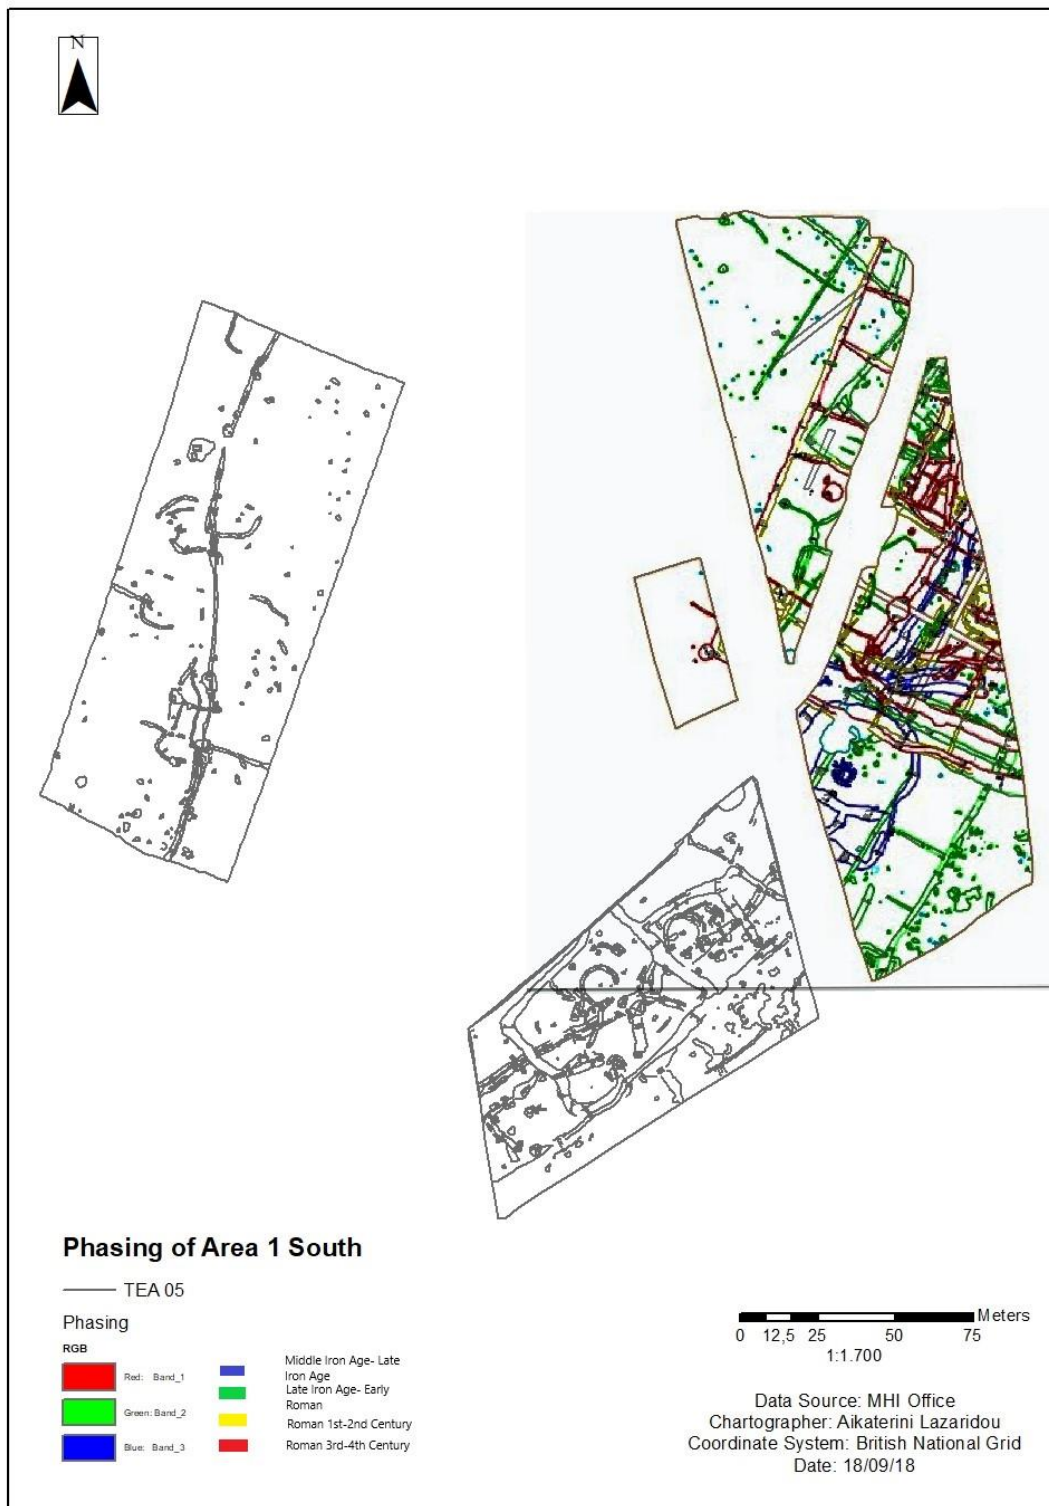 N
Phasing of Area 1 South
TEA 05
Phasing
RGB
Red: Band_1
Green: Band_2
Blue: Band_3
Middle Iron Age- Late
Iron Age
Late Iron Age- Early
Roman
Roman 1st-2nd Century
Roman 3rd-4th Century
Meters
0 12,5 25 50 75
1:1.700
Data Source: MHI Office
Chartographer: Aikaterini Lazaridou
Coordinate System: British National Grid
Date: 18/09/18